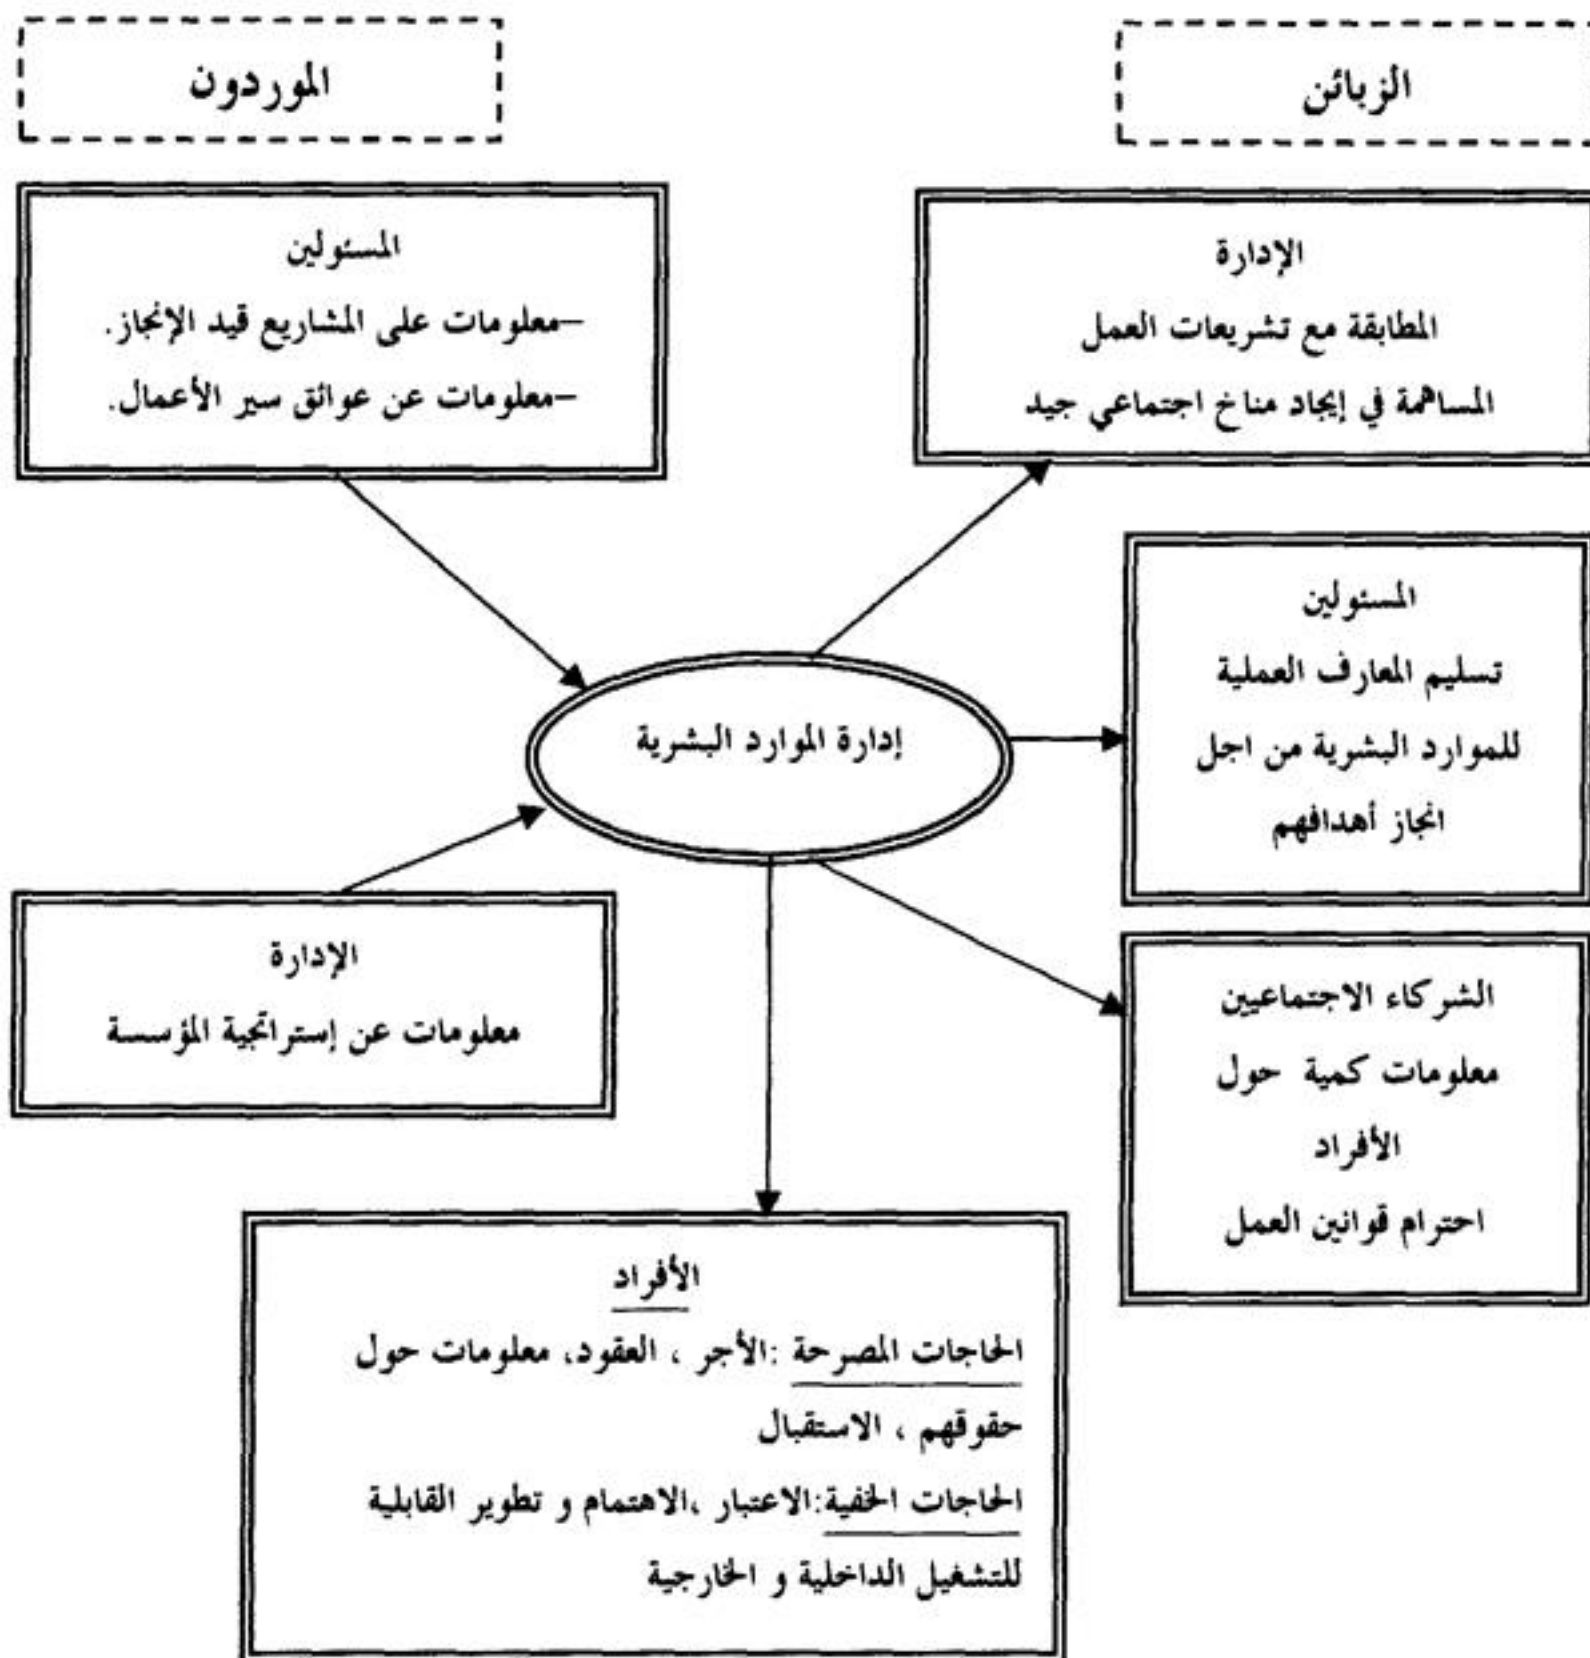 الموردون
الزبائن
المسئولين
–معلومات على المشاريع قيد الإنجاز.
–معلومات عن عوائق سير الأعمال.
الإدارة
المطابقة مع تشريعات العمل
المساهمة في إيجاد مناخ اجتماعي جيد
المسئولين
تسليم المعارف العملية
للموارد البشرية من اجل
انجاز أهدافهم
إدارة الموارد البشرية
الإدارة
معلومات عن إستراتجية المؤسسة
الشركاء الاجتماعيين
معلومات كمية حول
الأفراد
احترام قوانين العمل
الأفراد
الحاجات المصرحة :الأجر ، العقود، معلومات حول
حقوقهم ، الاستقبال
الحاجات الخفية:الاعتبار ،الاهتمام و تطوير القابلية
للتشغيل الداخلية و الخارجية